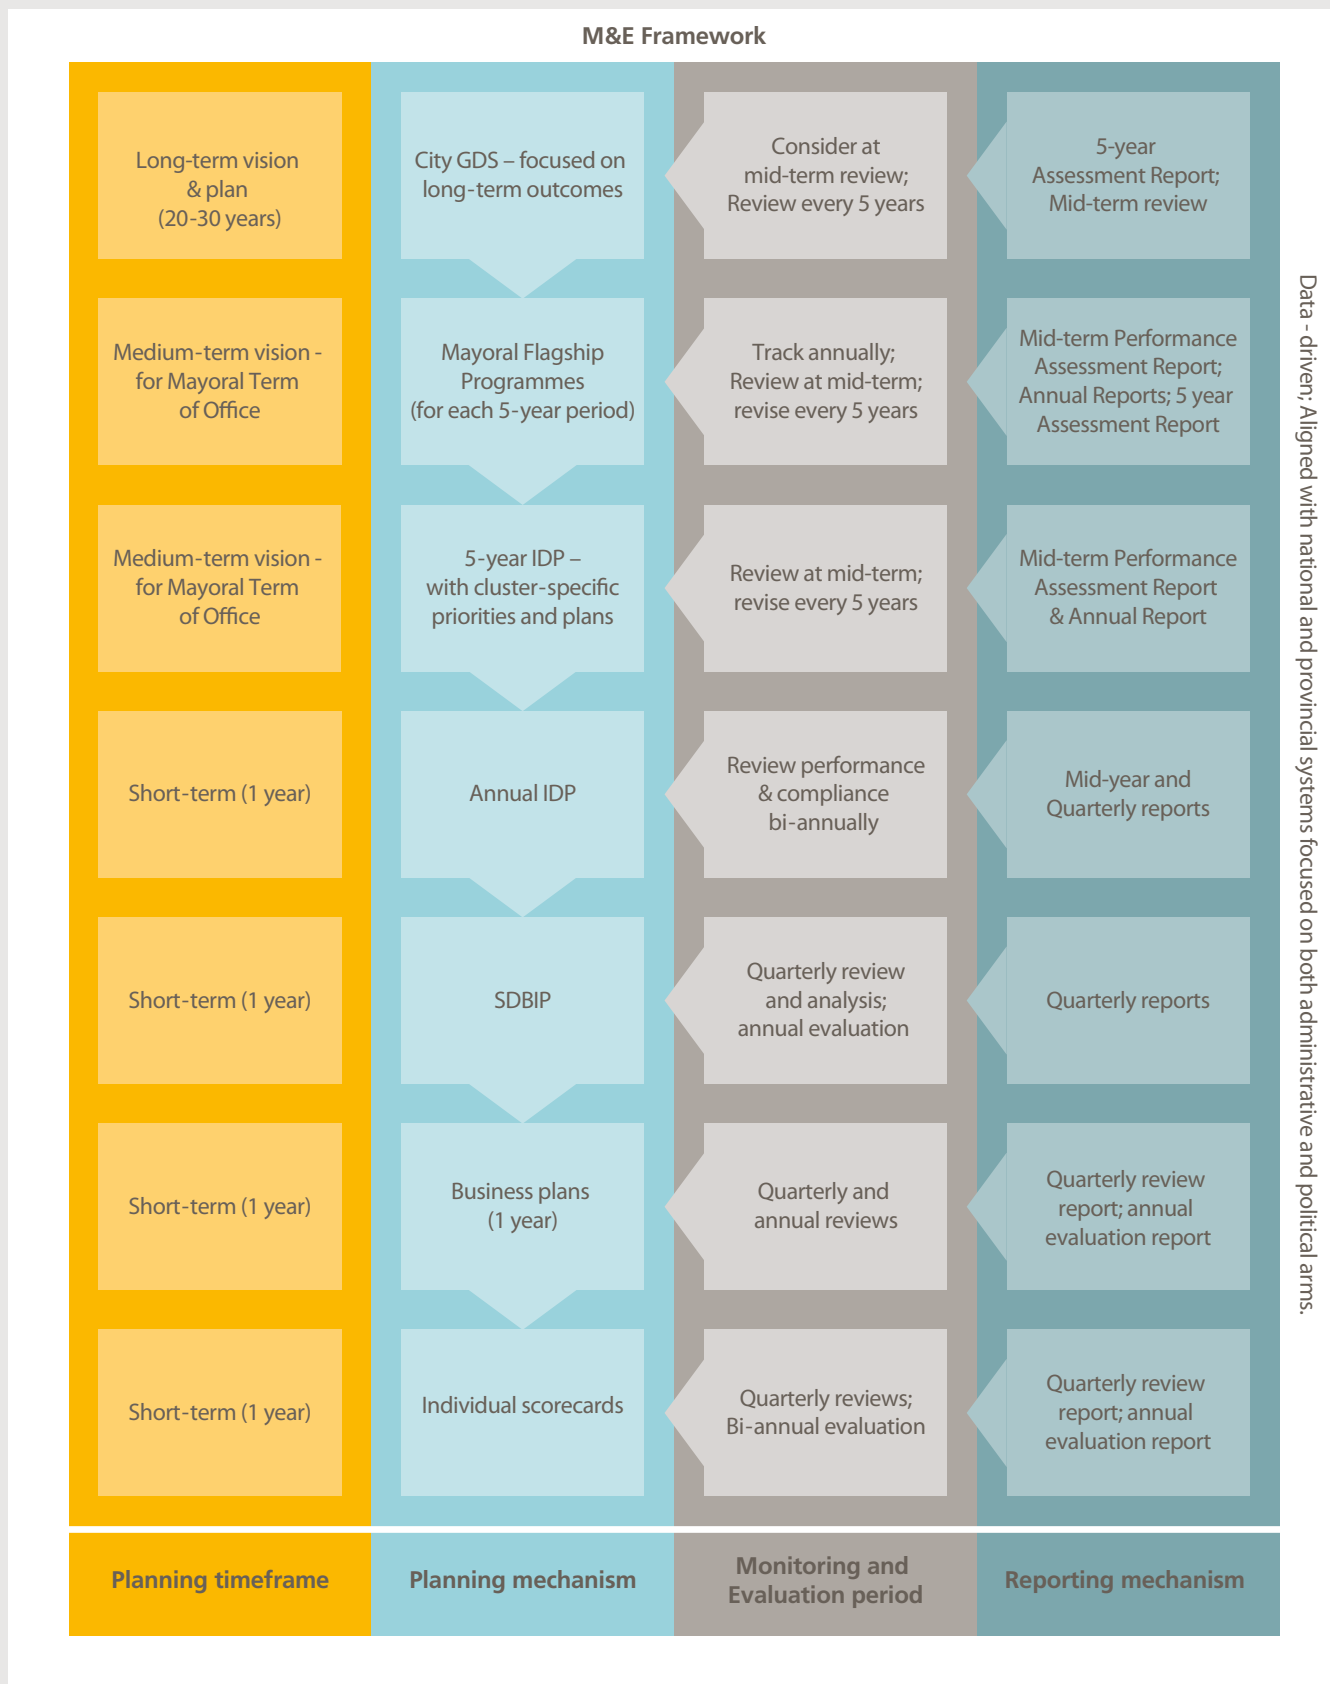 M&E Framework
Long-term vision
& plan
(20-30 years)
City GDS – focused on
long-term outcomes
Consider at
mid-term review;
Review every 5 years
5-year
Assessment Report;
Mid-term review
Medium-term vision -
for Mayoral Term
of Office
Mayoral Flagship
Programmes
(for each 5-year period)
Track annually;
Review at mid-term;
revise every 5 years
Mid-term Performance
Assessment Report;
Annual Reports; 5 year
Assessment Report
Medium-term vision -
for Mayoral Term
of Office
5-year IDP –
with cluster-specific
priorities and plans
Review at mid-term;
revise every 5 years
Mid-term Performance
Assessment Report
& Annual Report
Short-term (1 year)
Annual IDP
Review performance
& compliance
bi-annually
Mid-year and
Quarterly reports
Short-term (1 year)
SDBIP
Quarterly review
and analysis;
annual evaluation
Quarterly reports
Short-term (1 year)
Business plans
(1 year)
Quarterly and
annual reviews
Quarterly review
report; annual
evaluation report
Short-term (1 year)
Individual scorecards
Quarterly reviews;
Bi-annual evaluation
Quarterly review
report; annual
evaluation report
Planning timeframe
Planning mechanism
Monitoring and
Evaluation period
Reporting mechanism
Data - driven; Aligned with national and provincial systems focused on both administrative and political arms.